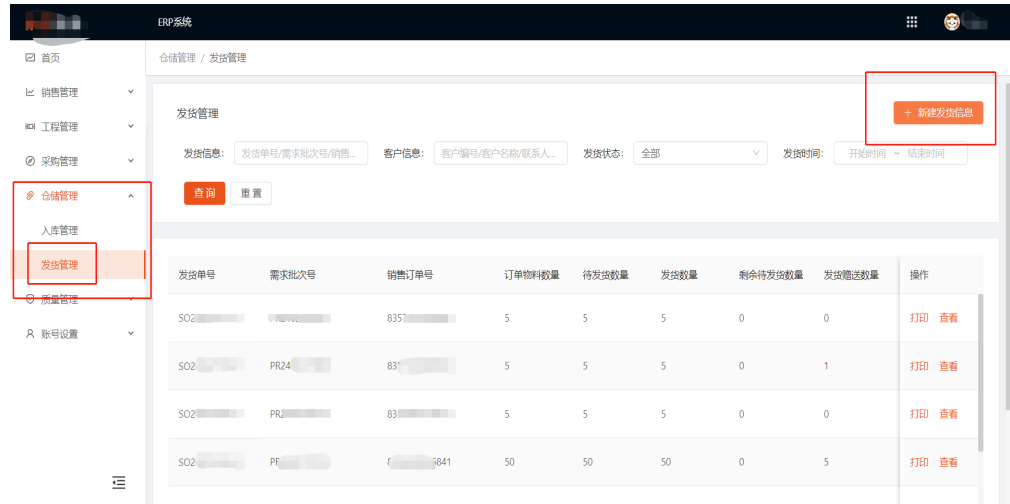 ERP系统
首页
仓储管理 / 发货管理
销售管理
工程管理
采购管理
仓储管理
入库管理
发货管理
质量管理
账号设置
发货管理
+ 新建发货信息
发货信息: 发货单号/需求批次号/销售... 客户信息: 客户编号/客户名称/联系人... 发货状态: 全部 发货时间: 开始时间 ~ 结束时间
查询 重置
发货单号 需求批次号 销售订单号 订单物料数量 待发货数量 发货数量 剩余待发货数量 发货赠送数量 操作
SO2 8357 5 5 5 0 0 打印 查看
SO2 PR24 83 5 5 5 0 1 打印 查看
SO2 PR 83 5 5 5 0 0 打印 查看
SO2 5841 50 50 50 0 5 打印 查看